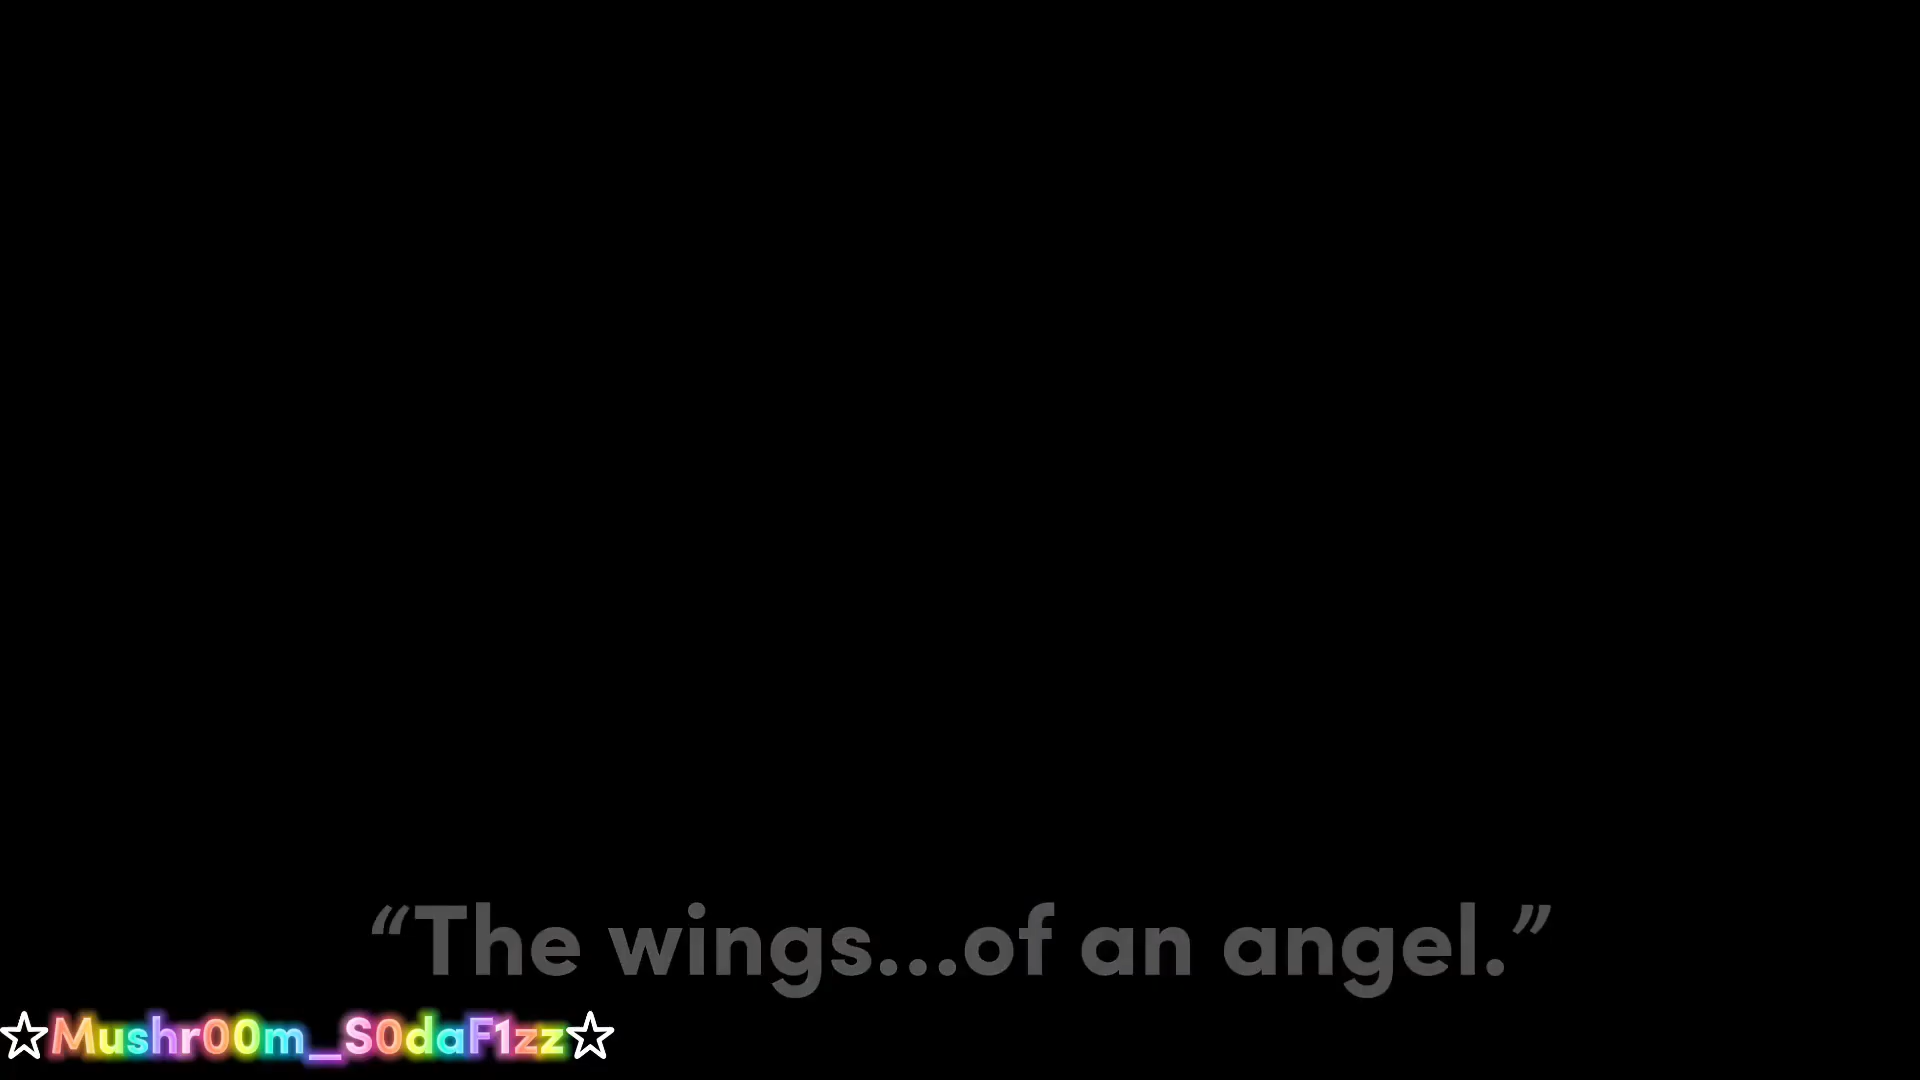 “The wings...of an angel.”
☆Mushr00m_S0daF1zz☆